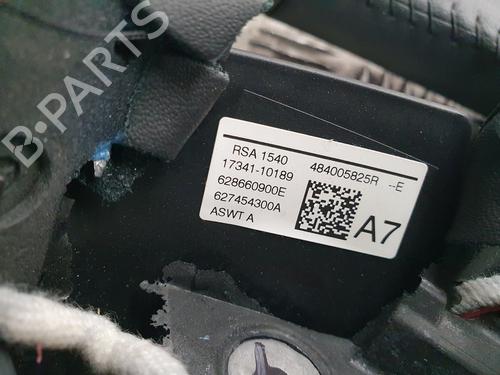 B-PARTS
RSA 1540 484005825R --E
17341-10189
628660900E
627454300A
ASWT A
A7